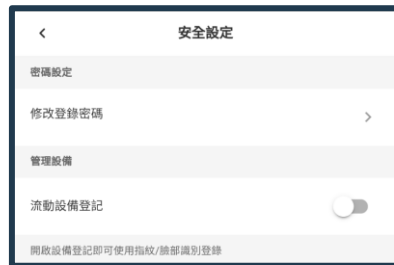 安全設定
密碼設定
修改登錄密碼
管理設備
流動設備登記
開啟設備登記即可使用指紋/臉部識別登錄